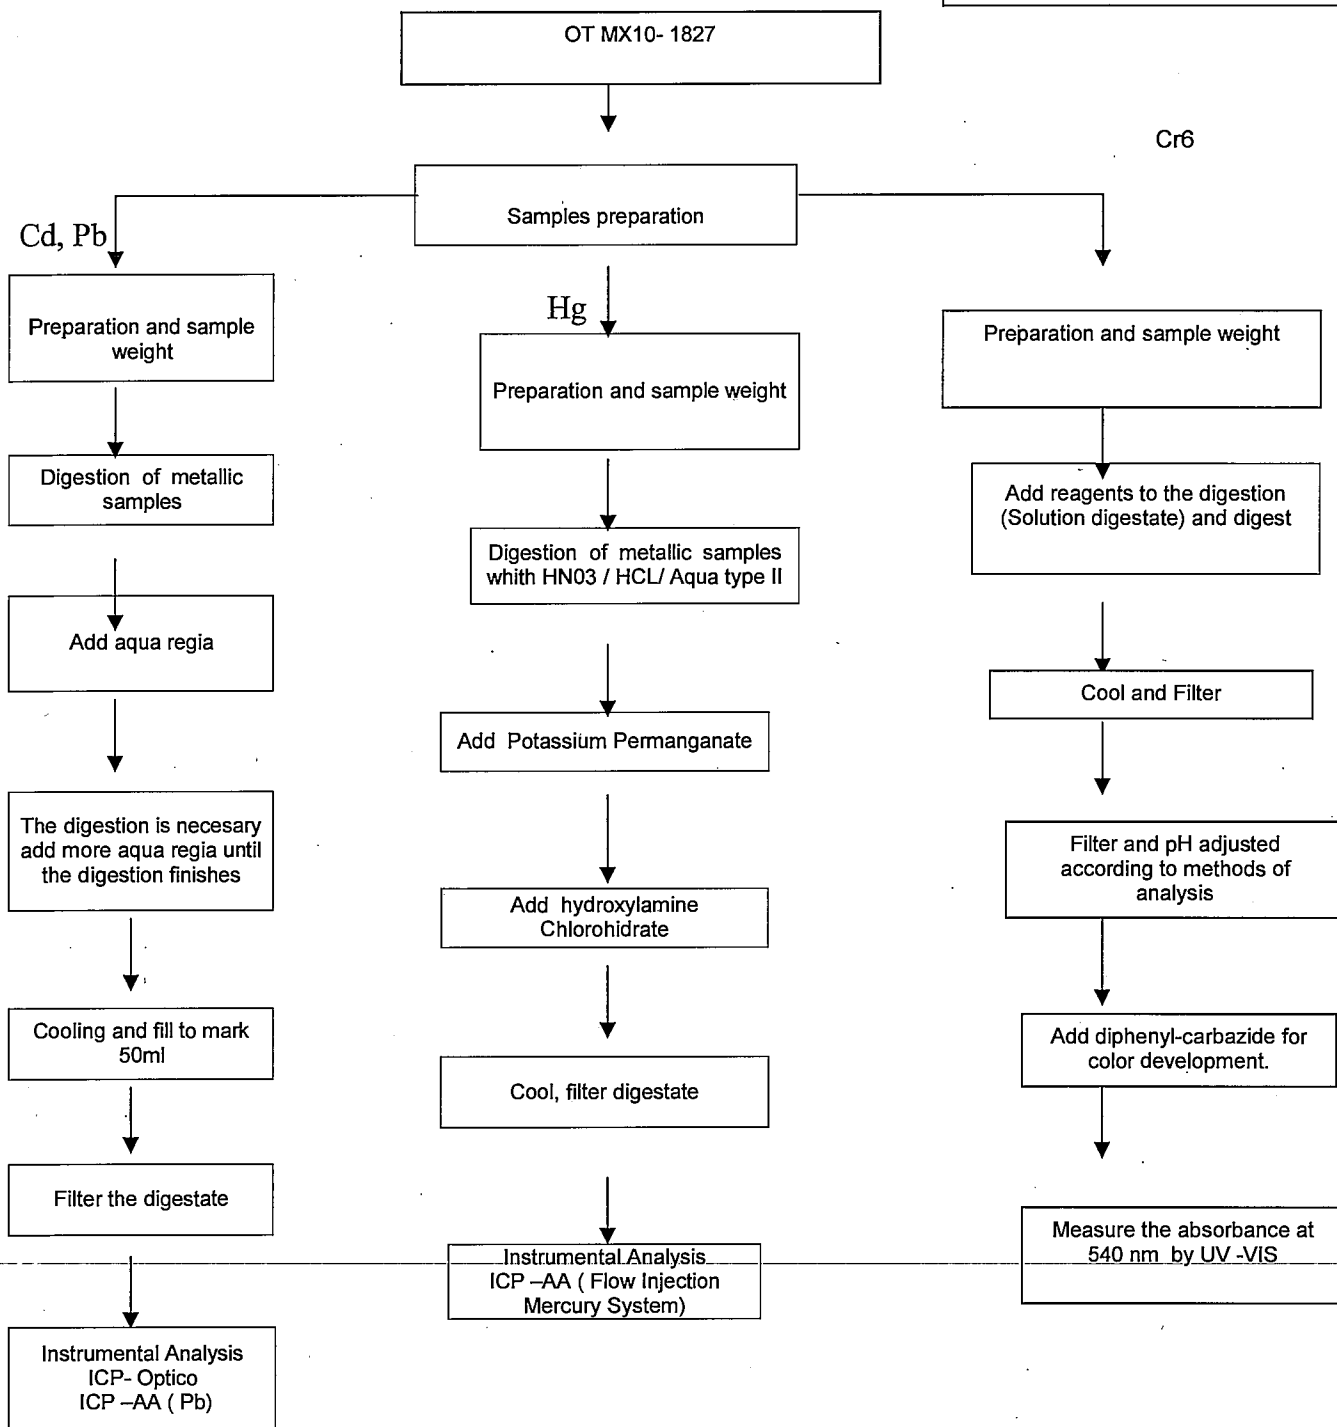 OT MX10- 1827
Samples preparation
Cd, Pb
Preparation and sample
weight
Digestion of metallic
samples
Add aqua regia
The digestion is necesary
add more aqua regia until
the digestion finishes
Cooling and fill to mark
50ml
Filter the digestate
Instrumental Analysis
ICP- Optico
ICP –AA ( Pb)
Hg
Preparation and sample weight
Digestion of metallic samples
whith HN03 / HCL/ Aqua type II
Add Potassium Permanganate
Add hydroxylamine
Chlorohidrate
Cool, filter digestate
Instrumental Analysis
ICP –AA ( Flow Injection
Mercury System)
Cr6
Preparation and sample weight
Add reagents to the digestion
(Solution digestate) and digest
Cool and Filter
Filter and pH adjusted
according to methods of
analysis
Add diphenyl-carbazide for
color development.
Measure the absorbance at
540 nm by UV -VIS